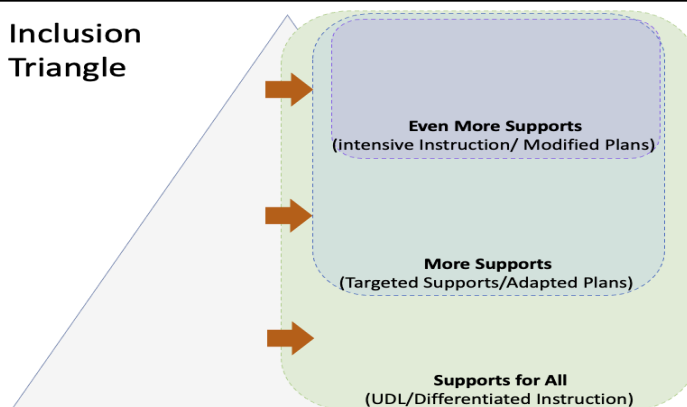 Inclusion
Triangle
Even More Supports
(intensive Instruction/ Modified Plans)
More Supports
(Targeted Supports/Adapted Plans)
Supports for All
(UDL/Differentiated Instruction)